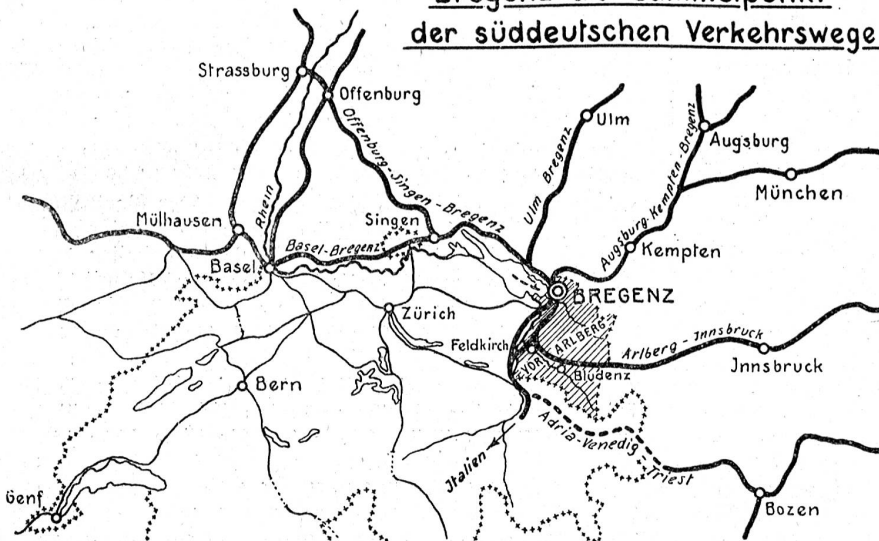 der süddeutschen Verkehrswege
Strassburg
Offenburg
Ulm
Augsburg
München
Offenburg-Singen-Bregenz
Ulm Bregenz
Augsburg-Kempten-Bregenz
Rhein
Mülhausen
Singen
Kempten
Basel
Basel-Bregenz
BREGENZ
Zürich
Feldkirch
VORARLBERG
Arlberg-Innsbruck
Bludenz
Innsbruck
Bern
Adria-Venedig-Triest
Italien
Genf
Bozen